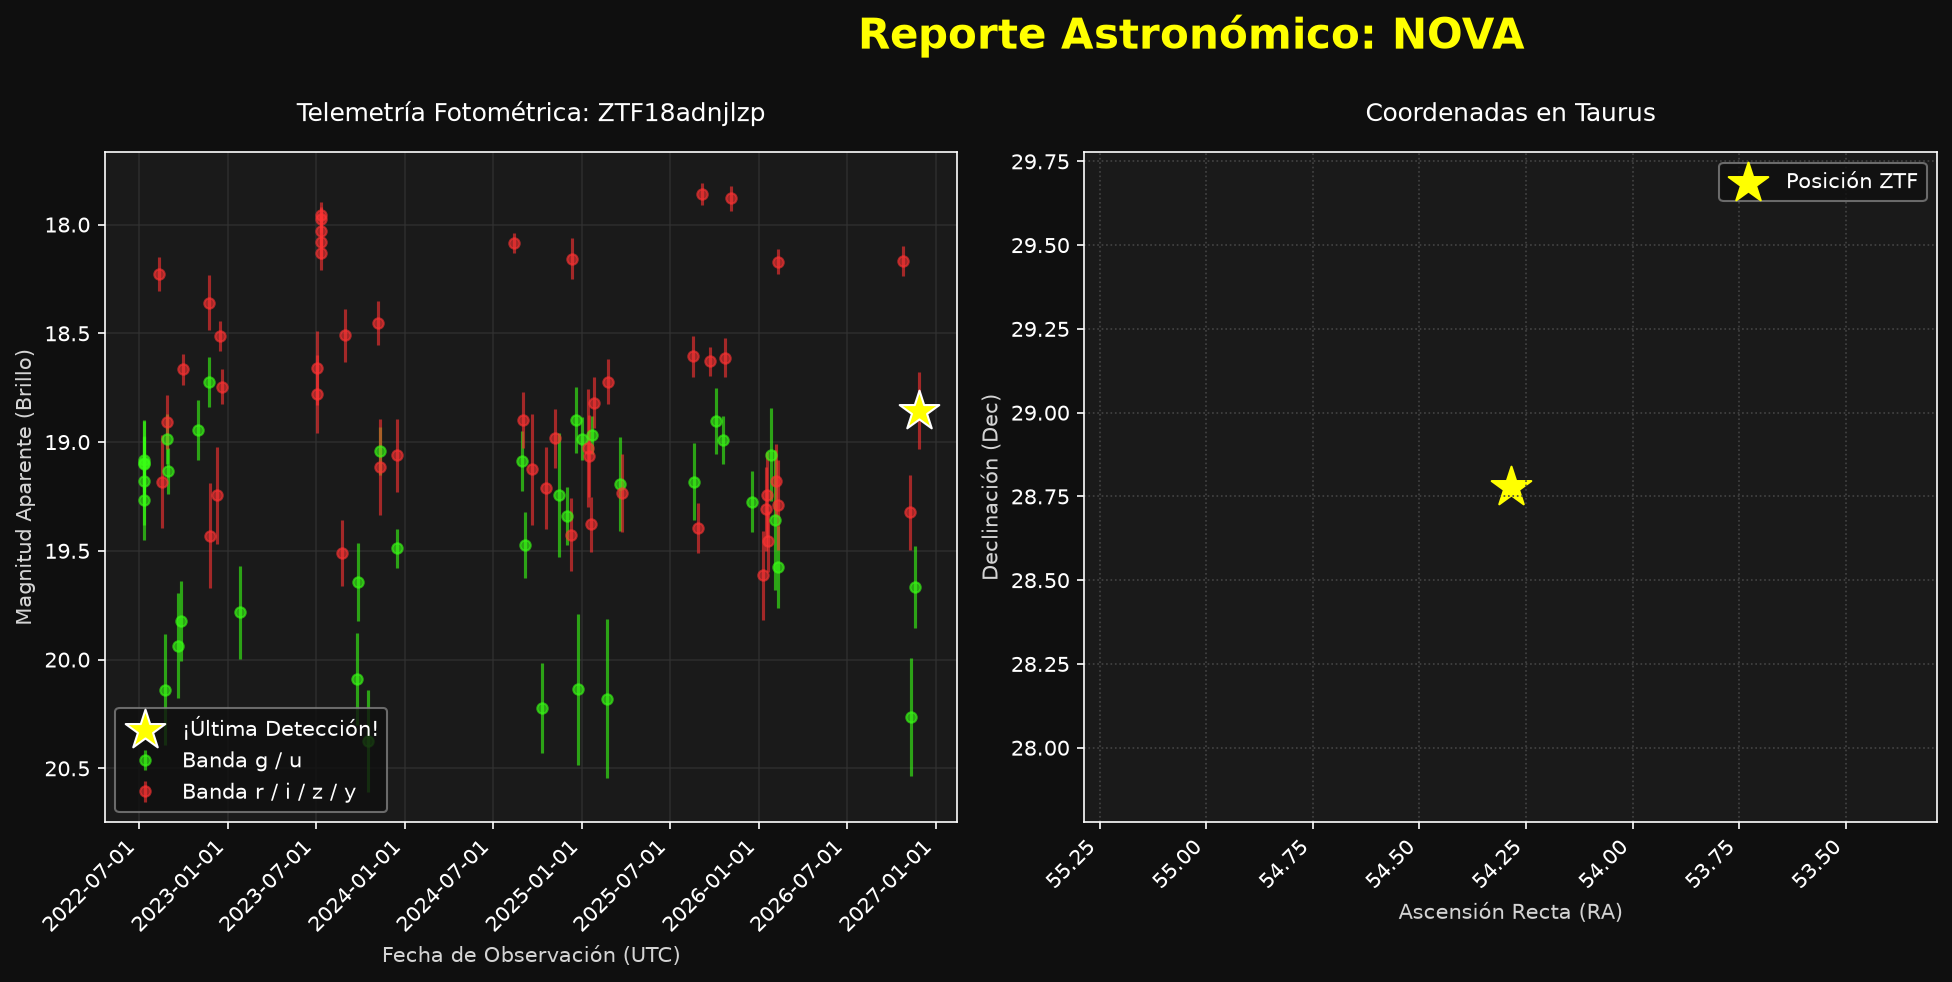 Reporte Astronómico: NOVA
Telemetría Fotométrica: ZTF18adnjlzp
Magnitud Aparente (Brillo)
18.0
18.5
19.0
19.5
20.0
20.5
¡Última Detección!
Banda g / u
Banda r / i / z / y
2022-07-01
2023-01-01
2023-07-01
2024-01-01
2024-07-01
2025-01-01
2025-07-01
2026-01-01
2026-07-01
2027-01-01
Fecha de Observación (UTC)
Coordenadas en Taurus
Declinación (Dec)
29.75
29.50
29.25
29.00
28.75
28.50
28.25
28.00
Posición ZTF
55.25
55.00
54.75
54.50
54.25
54.00
53.75
53.50
Ascensión Recta (RA)